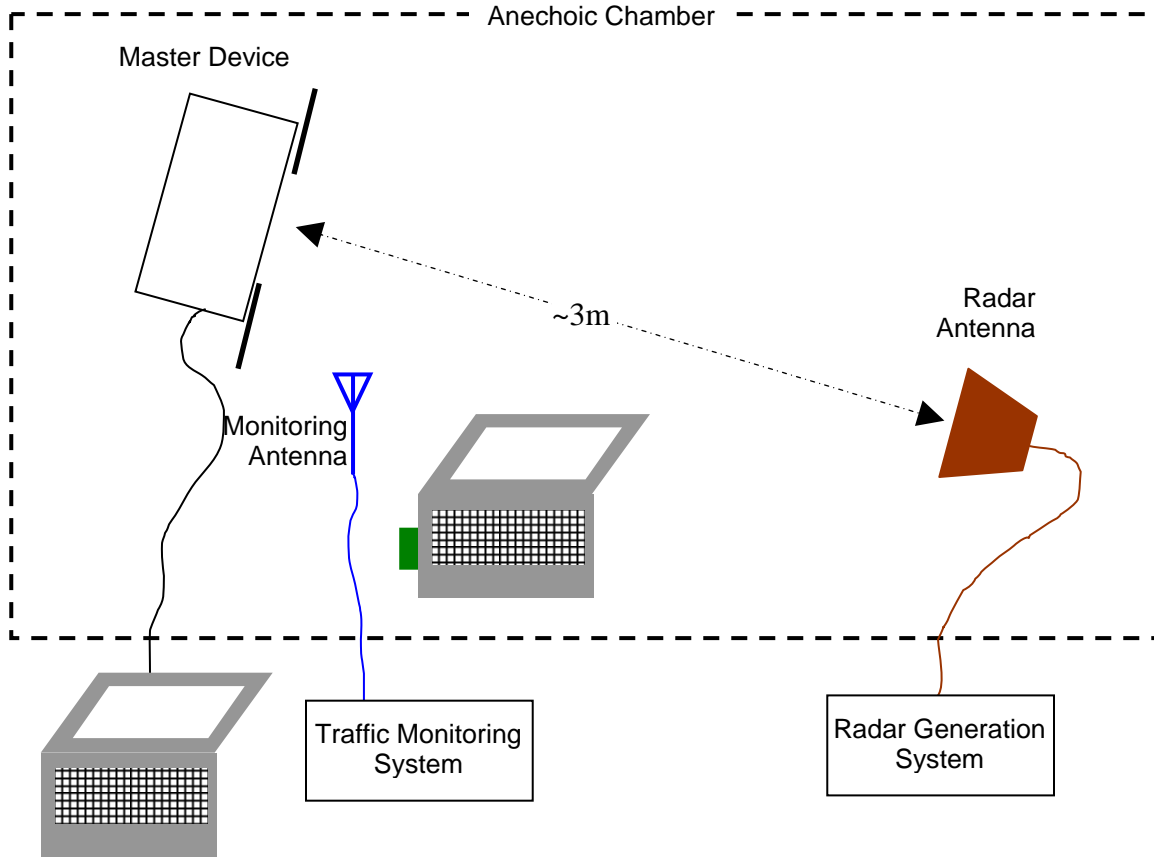 Anechoic Chamber
Master Device
~3m
Radar
Antenna
Monitoring
Antenna
Traffic Monitoring
System
Radar Generation
System